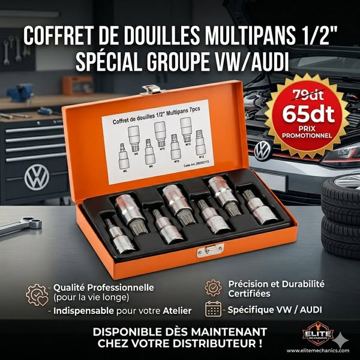 COFFRET DE DOUILLES MULTIPANS 1/2"
SPÉCIAL GROUPE VW/AUDI
79dt
65dt
PRIX
PROMOTIONNEL
Coffret de douilles 1/2" Multipans 7pcs
- Qualité Professionnelle
(pour la vie longe)
- Indispensable pour votre Atelier
- Précision et Durabilité
Certifiées
- Spécifique VW / AUDI
DISPONIBLE DÈS MAINTENANT
CHEZ VOTRE DISTRIBUTEUR !
ELITE
MECHANICS
www.elitemechanics.com